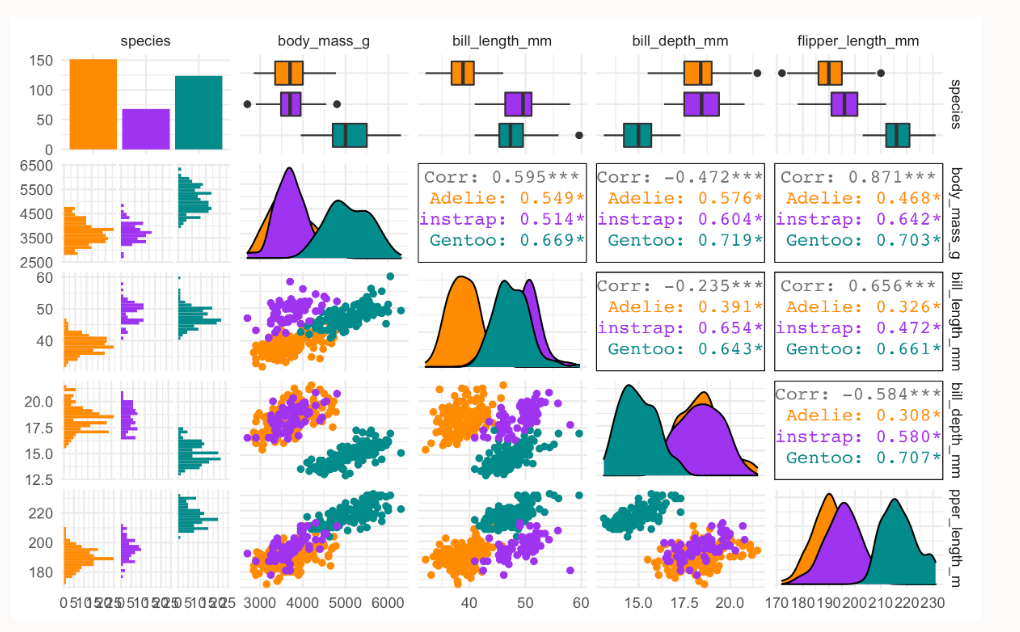 species body_mass_g bill_length_mm bill_depth_mm flipper_length_mm
150
100
50
0
species
6500
5500
4500
3500
2500
Corr: 0.595***
Adelie: 0.549*
instrap: 0.514*
Gentoo: 0.669*
Corr: -0.472***
Adelie: 0.576*
instrap: 0.604*
Gentoo: 0.719*
Corr: 0.871***
Adelie: 0.468*
instrap: 0.642*
Gentoo: 0.703*
body_mass_g
60
50
40
Corr: -0.235***
Adelie: 0.391*
instrap: 0.654*
Gentoo: 0.643*
Corr: 0.656***
Adelie: 0.326*
instrap: 0.472*
Gentoo: 0.661*
bill_length_mm
20.0
17.5
15.0
12.5
Corr: -0.584***
Adelie: 0.308*
instrap: 0.580*
Gentoo: 0.707*
bill_depth_mm
220
200
180
pper_length_m
3000 4000 5000 6000 40 50 60 15.0 17.5 20.0 170 180 190 200 210 220 230